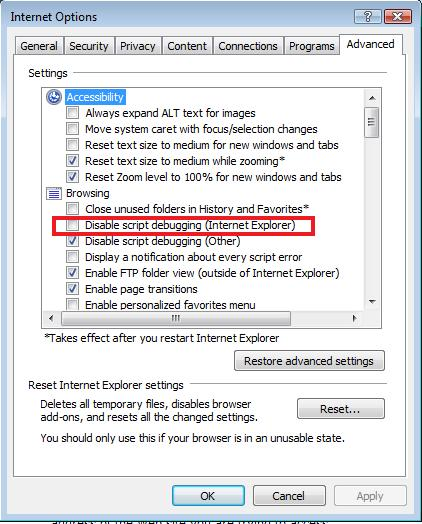 Internet Options
General Security Privacy Content Connections Programs Advanced
Settings
Accessibility
Always expand ALT text for images
Move system caret with focus/selection changes
Reset text size to medium for new windows and tabs
Reset text size to medium while zooming*
Reset Zoom level to 100% for new windows and tabs
Browsing
Close unused folders in History and Favorites*
Disable script debugging (Internet Explorer)
Disable script debugging (Other)
Display a notification about every script error
Enable FTP folder view (outside of Internet Explorer)
Enable page transitions
Enable personalized favorites menu
*Takes effect after you restart Internet Explorer
Restore advanced settings
Reset Internet Explorer settings
Deletes all temporary files, disables browser
add-ons, and resets all the changed settings.
Reset...
You should only use this if your browser is in an unusable state.
OK Cancel Apply